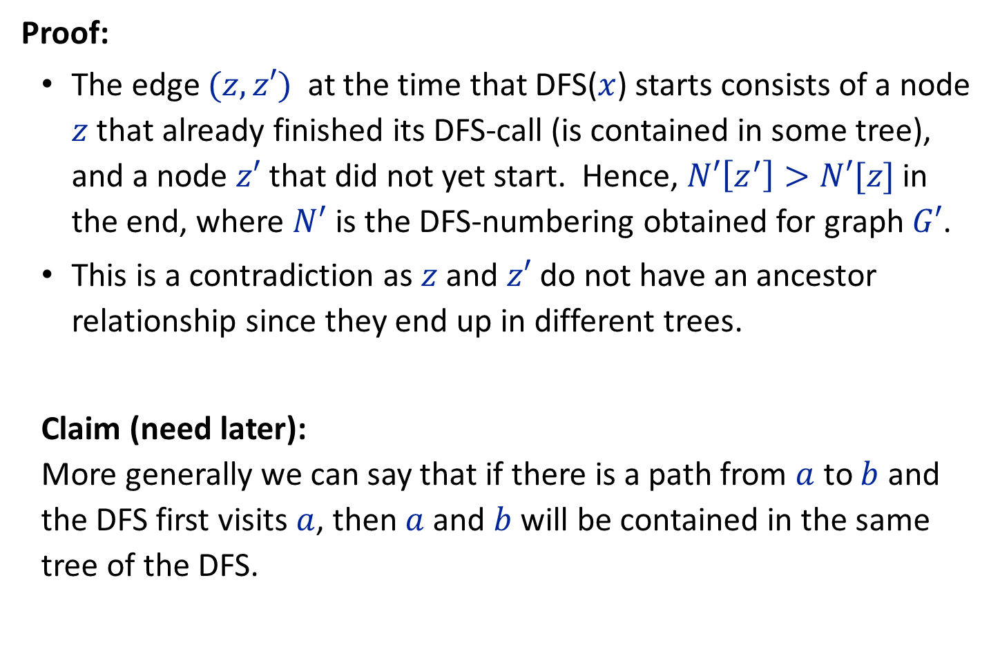 Proof:
• The edge (z, z′) at the time that DFS(x) starts consists of a node
z that already finished its DFS-call (is contained in some tree),
and a node z′ that did not yet start. Hence, N′[z′] > N′[z] in
the end, where N′ is the DFS-numbering obtained for graph G′.
• This is a contradiction as z and z′ do not have an ancestor
relationship since they end up in different trees.
Claim (need later):
More generally we can say that if there is a path from a to b and
the DFS first visits a, then a and b will be contained in the same
tree of the DFS.